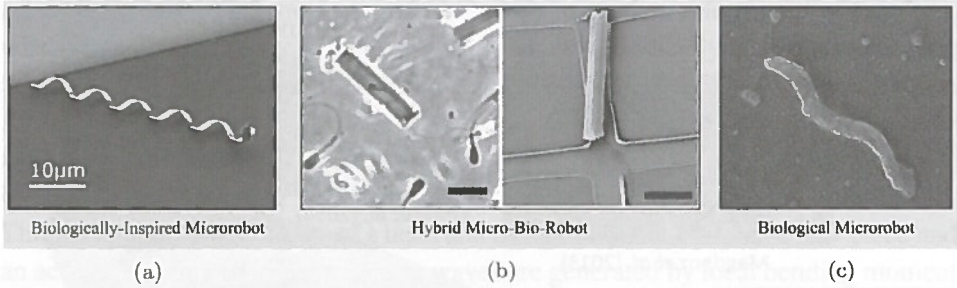 10µm
Biologically-Inspired Microrobot
Hybrid Micro-Bio-Robot
Biological Microrobot
(a)
(b)
(c)